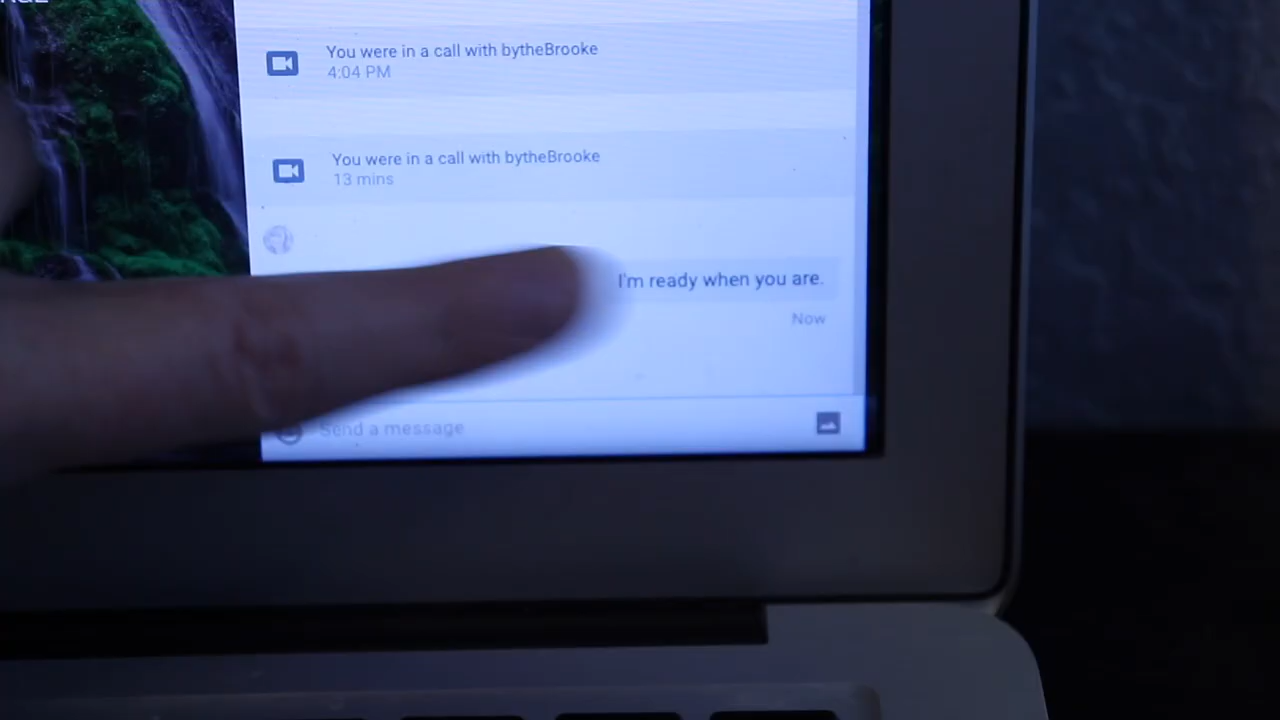 You were in a call with bytheBrooke
4:04 PM
You were in a call with bytheBrooke
13 mins
I'm ready when you are.
Now
Send a message